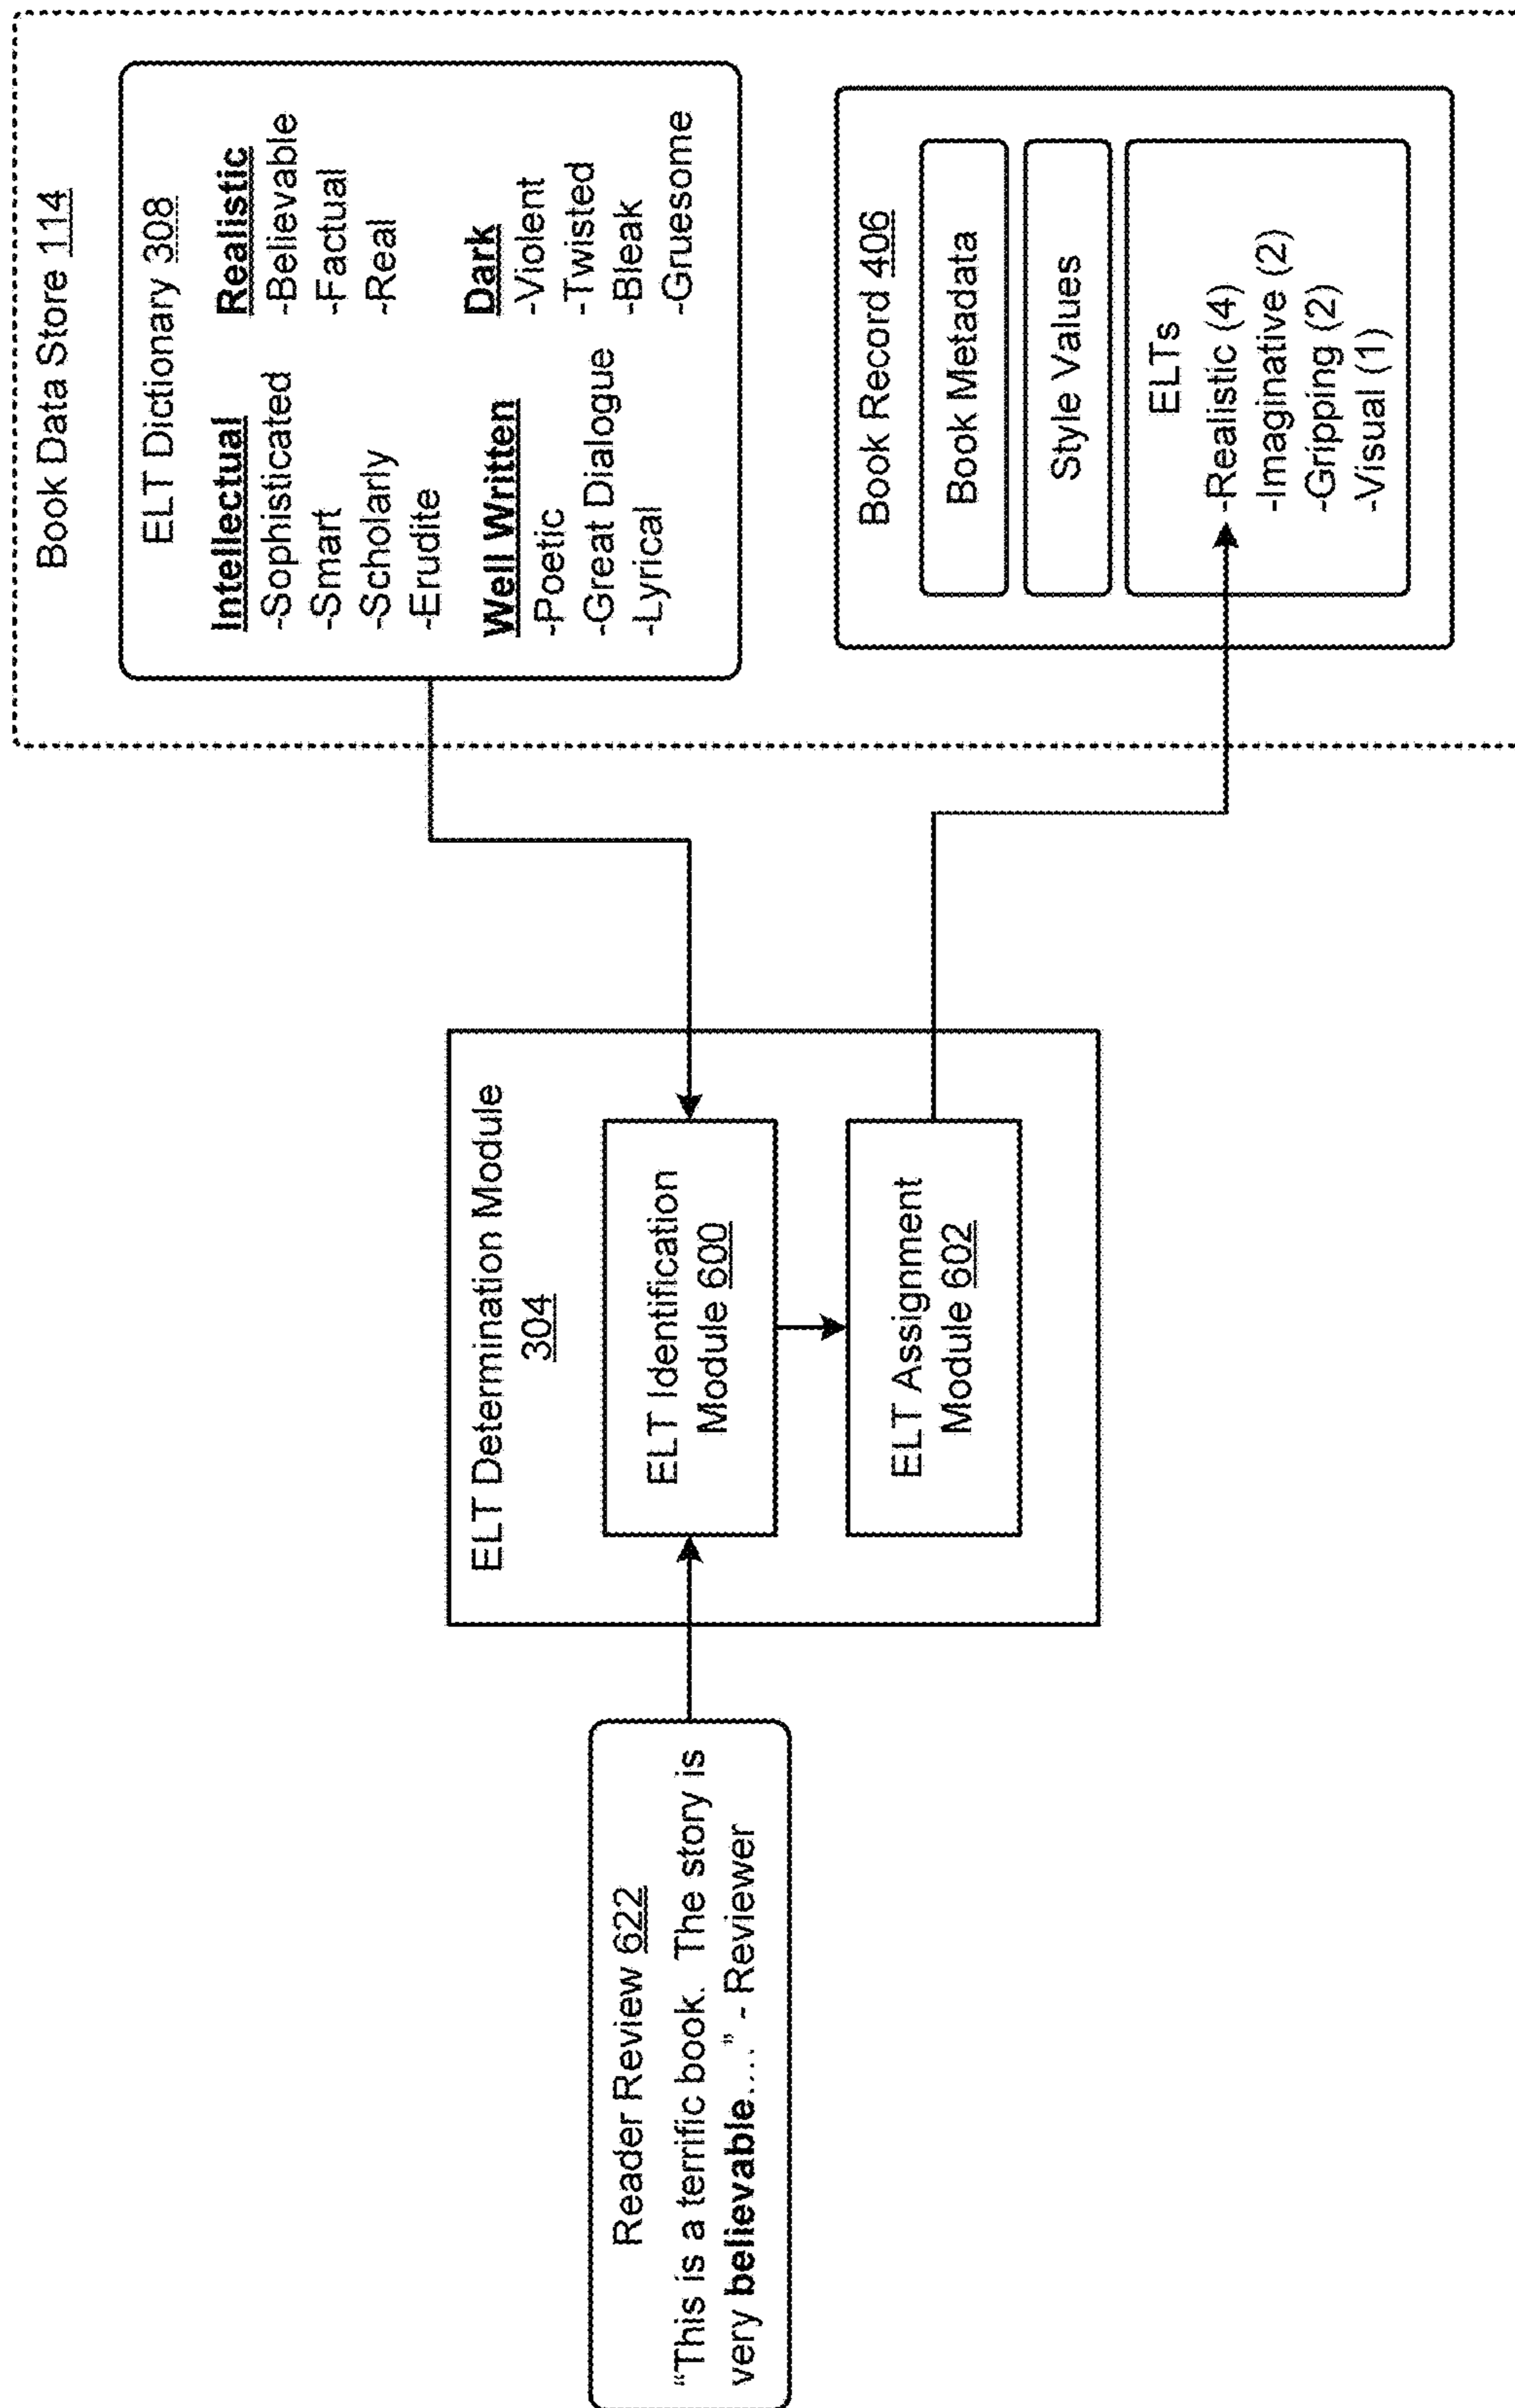 Reader Review 622
“This is a terrific book.  The story is
very believable....” - Reviewer
ELT Determination Module
304
ELT Identification
Module 600
ELT Assignment
Module 602
Book Data Store 114
ELT Dictionary 308
Intellectual
-Sophisticated
-Smart
-Scholarly
-Erudite
Realistic
-Believable
-Factual
-Real
Well Written
-Poetic
-Great Dialogue
-Lyrical
Dark
-Violent
-Twisted
-Bleak
-Gruesome
Book Record 406
Book Metadata
Style Values
ELTs
-Realistic (4)
-Imaginative (2)
-Gripping (2)
-Visual (1)